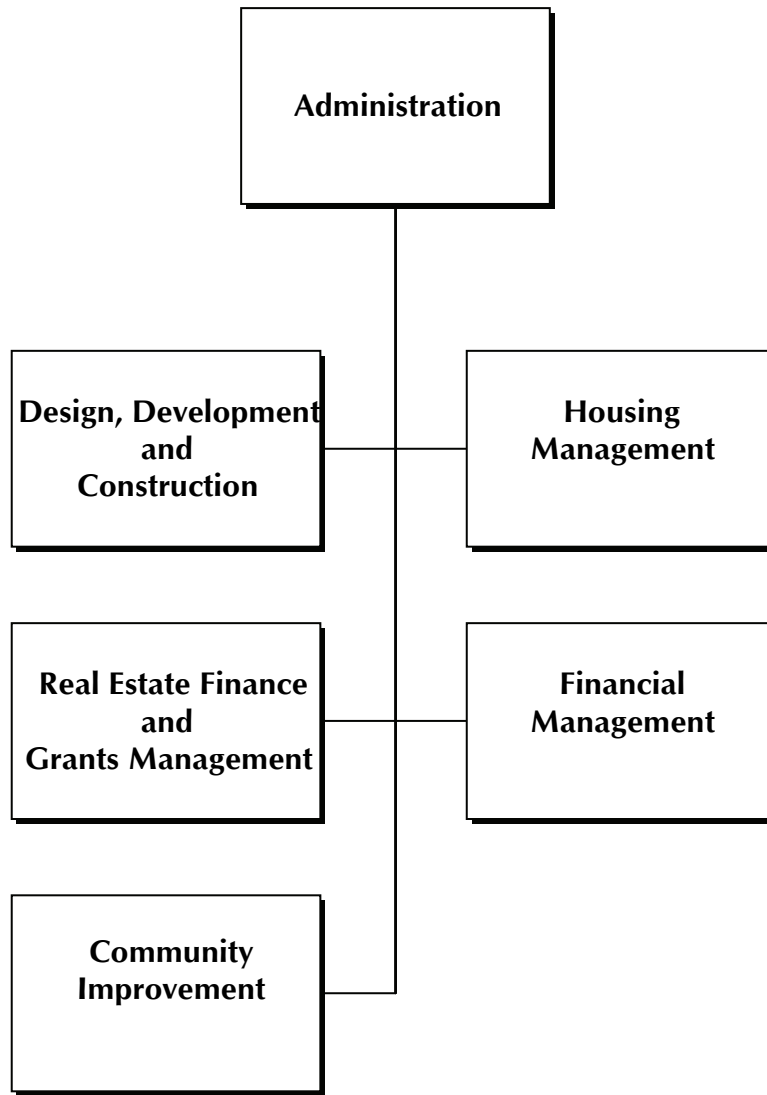 Administration
Design, Development
and
Construction
Housing
Management
Real Estate Finance
and
Grants Management
Financial
Management
Community
Improvement